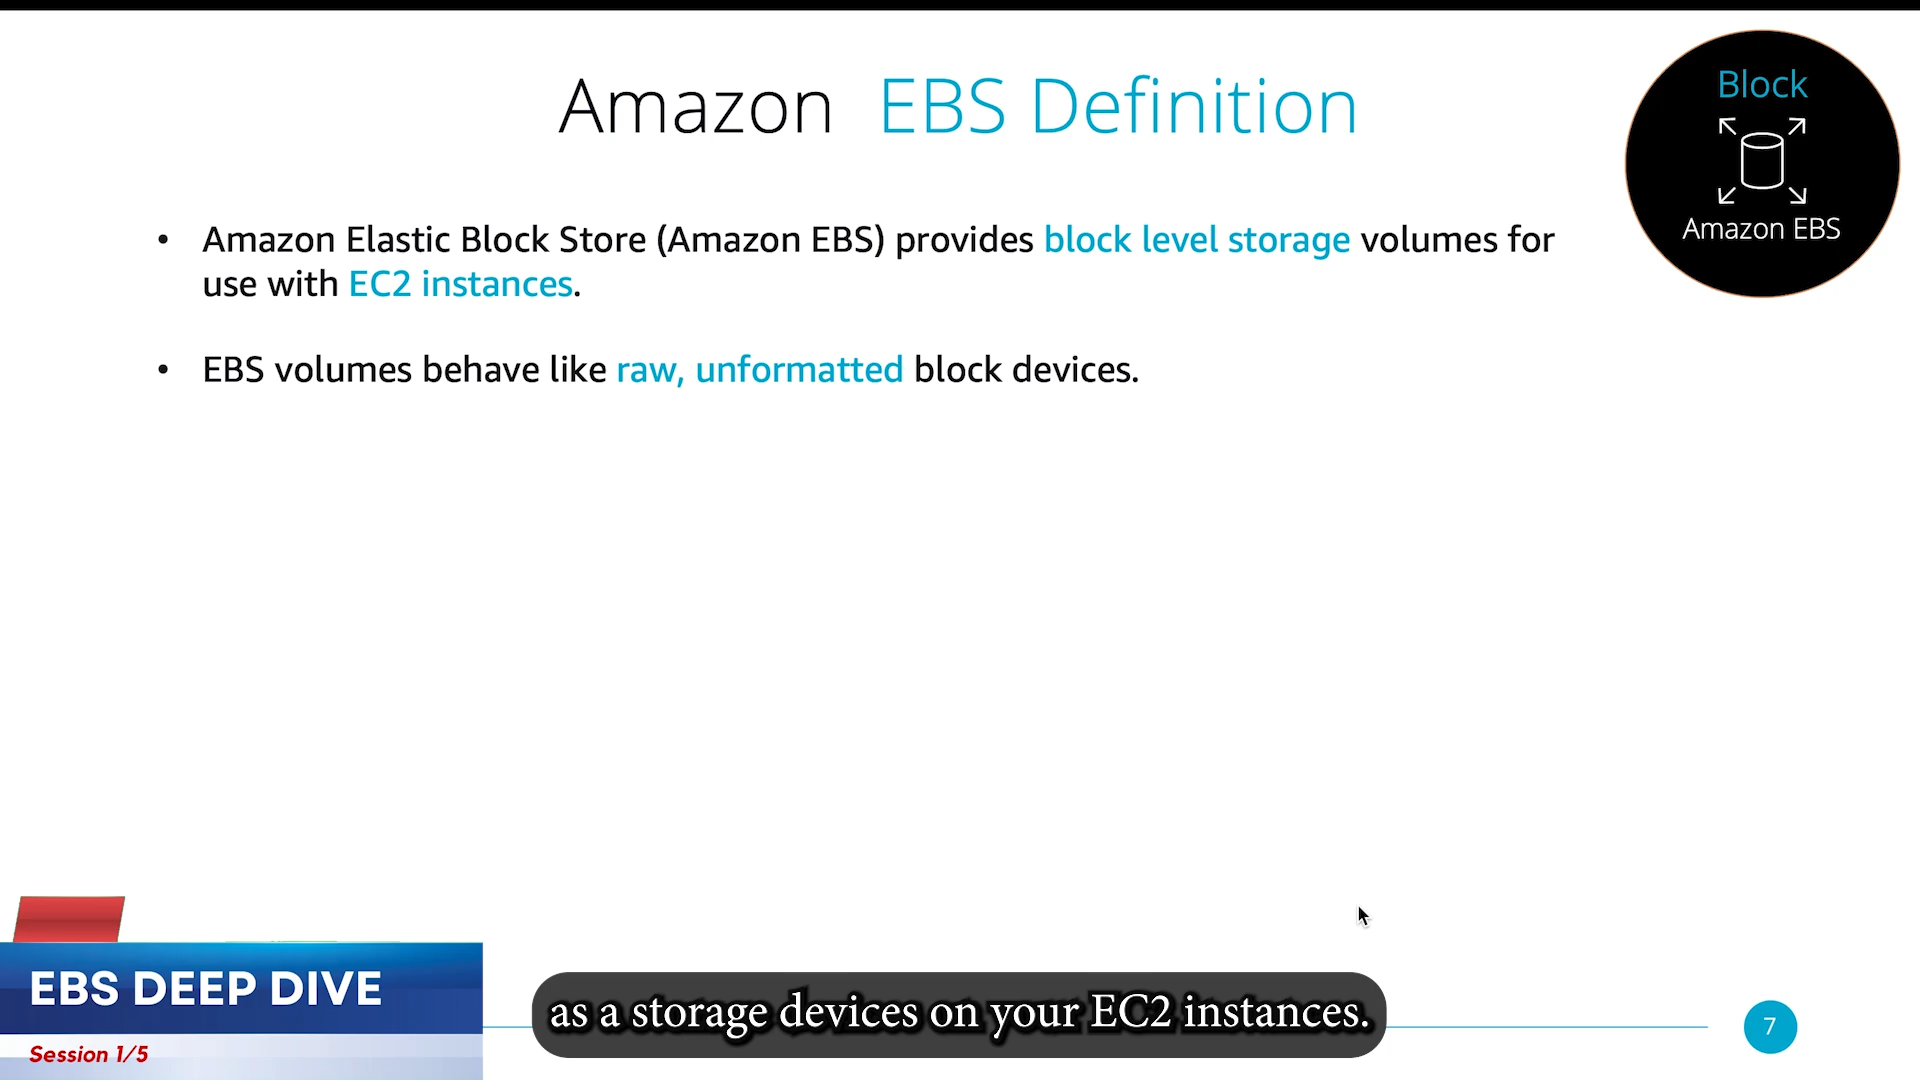 Amazon EBS Definition
Block
Amazon EBS
• Amazon Elastic Block Store (Amazon EBS) provides block level storage volumes for
use with EC2 instances.
• EBS volumes behave like raw, unformatted block devices.
EBS DEEP DIVE
Session 1/5
as a storage devices on your EC2 instances.
7